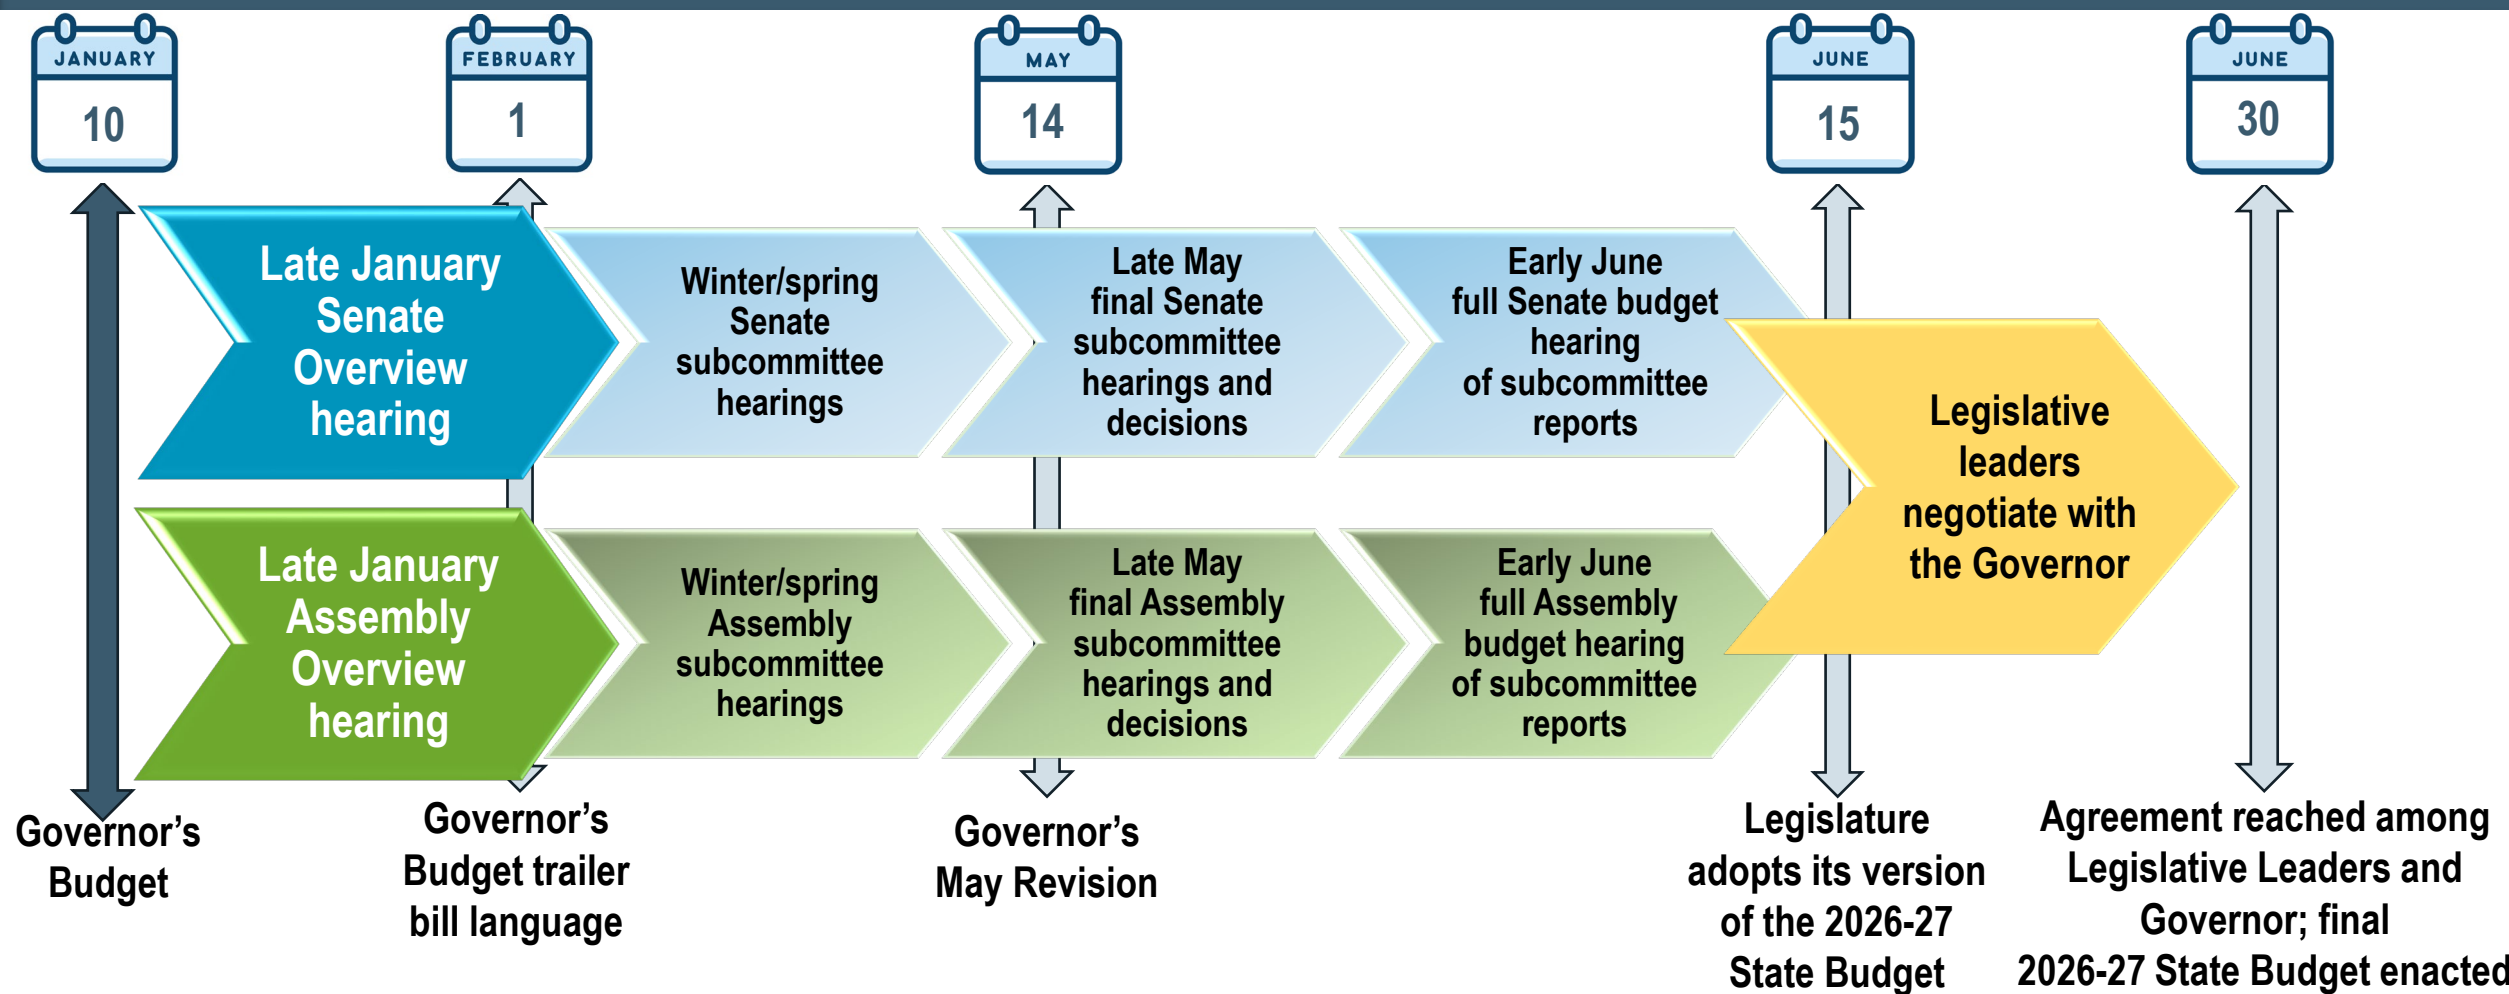 JANUARY
10
FEBRUARY
1
MAY
14
JUNE
15
JUNE
30
Late January
Senate
Overview
hearing
Winter/spring
Senate
subcommittee
hearings
Late May
final Senate
subcommittee
hearings and
decisions
Early June
full Senate budget
hearing
of subcommittee
reports
Legislative
leaders
negotiate with
the Governor
Late January
Assembly
Overview
hearing
Winter/spring
Assembly
subcommittee
hearings
Late May
final Assembly
subcommittee
hearings and
decisions
Early June
full Assembly
budget hearing
of subcommittee
reports
Governor’s
Budget
Governor’s
Budget trailer
bill language
Governor’s
May Revision
Legislature
adopts its version
of the 2026-27
State Budget
Agreement reached among
Legislative Leaders and
Governor; final
2026-27 State Budget enacted